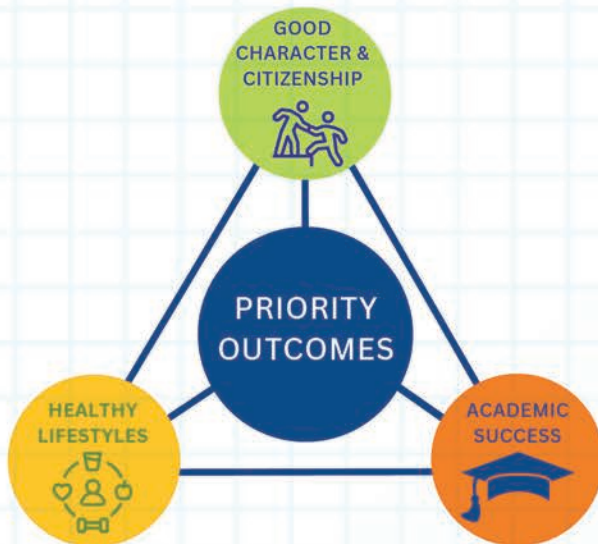 GOOD
CHARACTER &
CITIZENSHIP
PRIORITY
OUTCOMES
HEALTHY
LIFESTYLES
ACADEMIC
SUCCESS